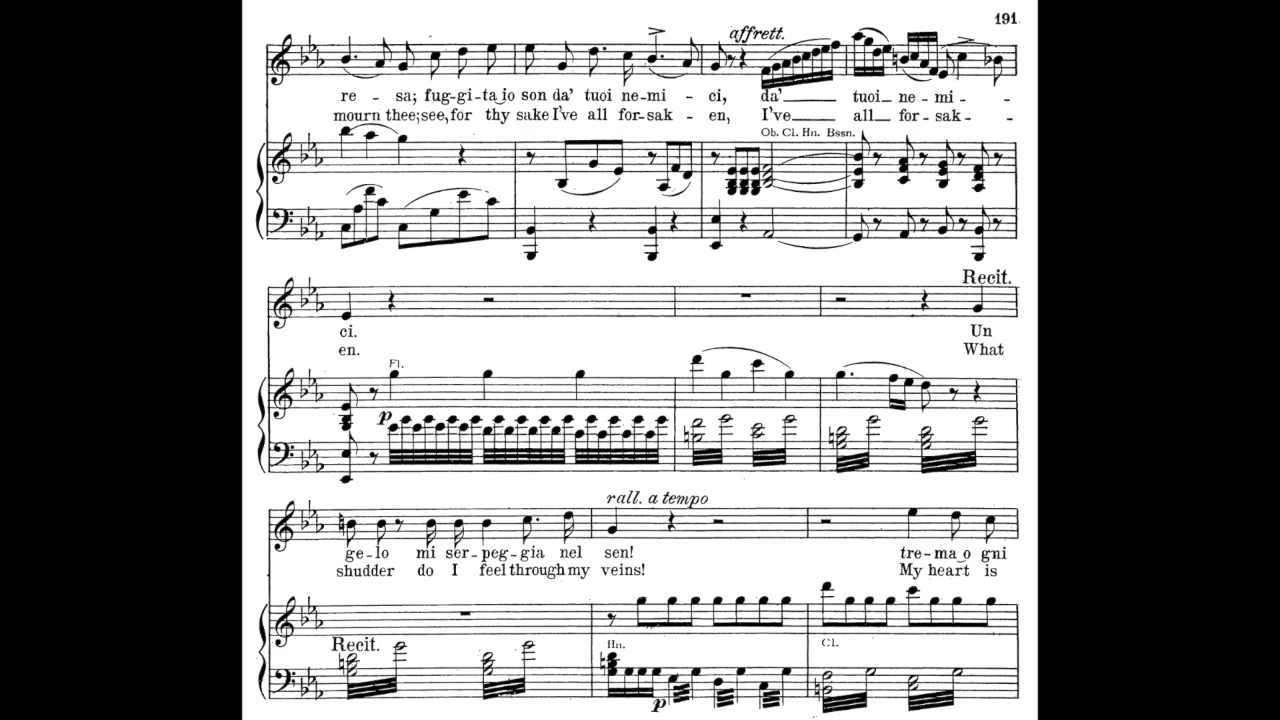 191
affrett.
re - sa; fug-gi-ta io son da' tuoi ne-mi - ci, da' tuoi ne - mi -
mourn thee; see, for thy sake I've all for-sak - en, I've all for-sak -
Ob. Cl. Hn. Bssn.
Recit.
ci. Un
en. What
Fl.
p
rall. a tempo
ge-lo mi ser-peg-gia nel sen! tre-ma o gni
shudder do I feel through my veins! My heart is
Recit.
Hn. Cl.
p